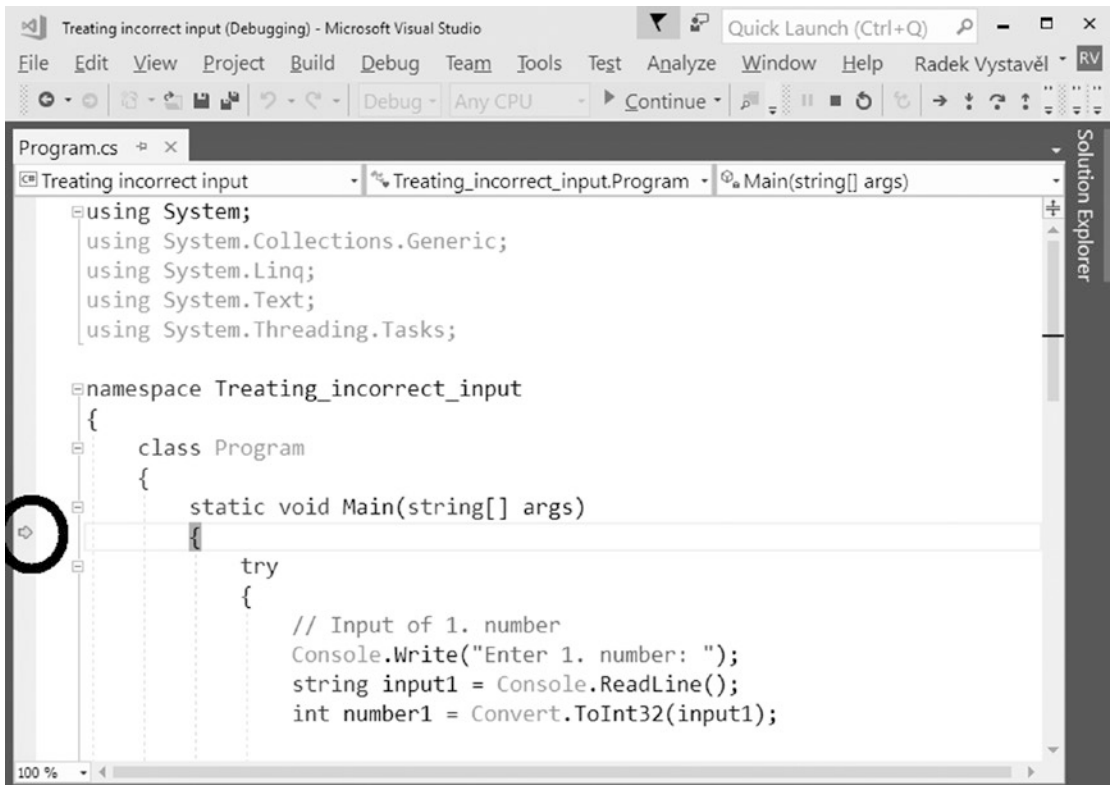 Treating incorrect input (Debugging) - Microsoft Visual Studio
Quick Launch (Ctrl+Q)
File Edit View Project Build Debug Team Tools Test Analyze Window Help Radek Vystavěl RV
Debug Any CPU Continue
Program.cs
Treating incorrect input Treating_incorrect_input.Program Main(string[] args)
Solution Explorer
using System;
using System.Collections.Generic;
using System.Linq;
using System.Text;
using System.Threading.Tasks;
namespace Treating_incorrect_input
{
class Program
{
static void Main(string[] args)
{
try
{
// Input of 1. number
Console.Write("Enter 1. number: ");
string input1 = Console.ReadLine();
int number1 = Convert.ToInt32(input1);
100 %